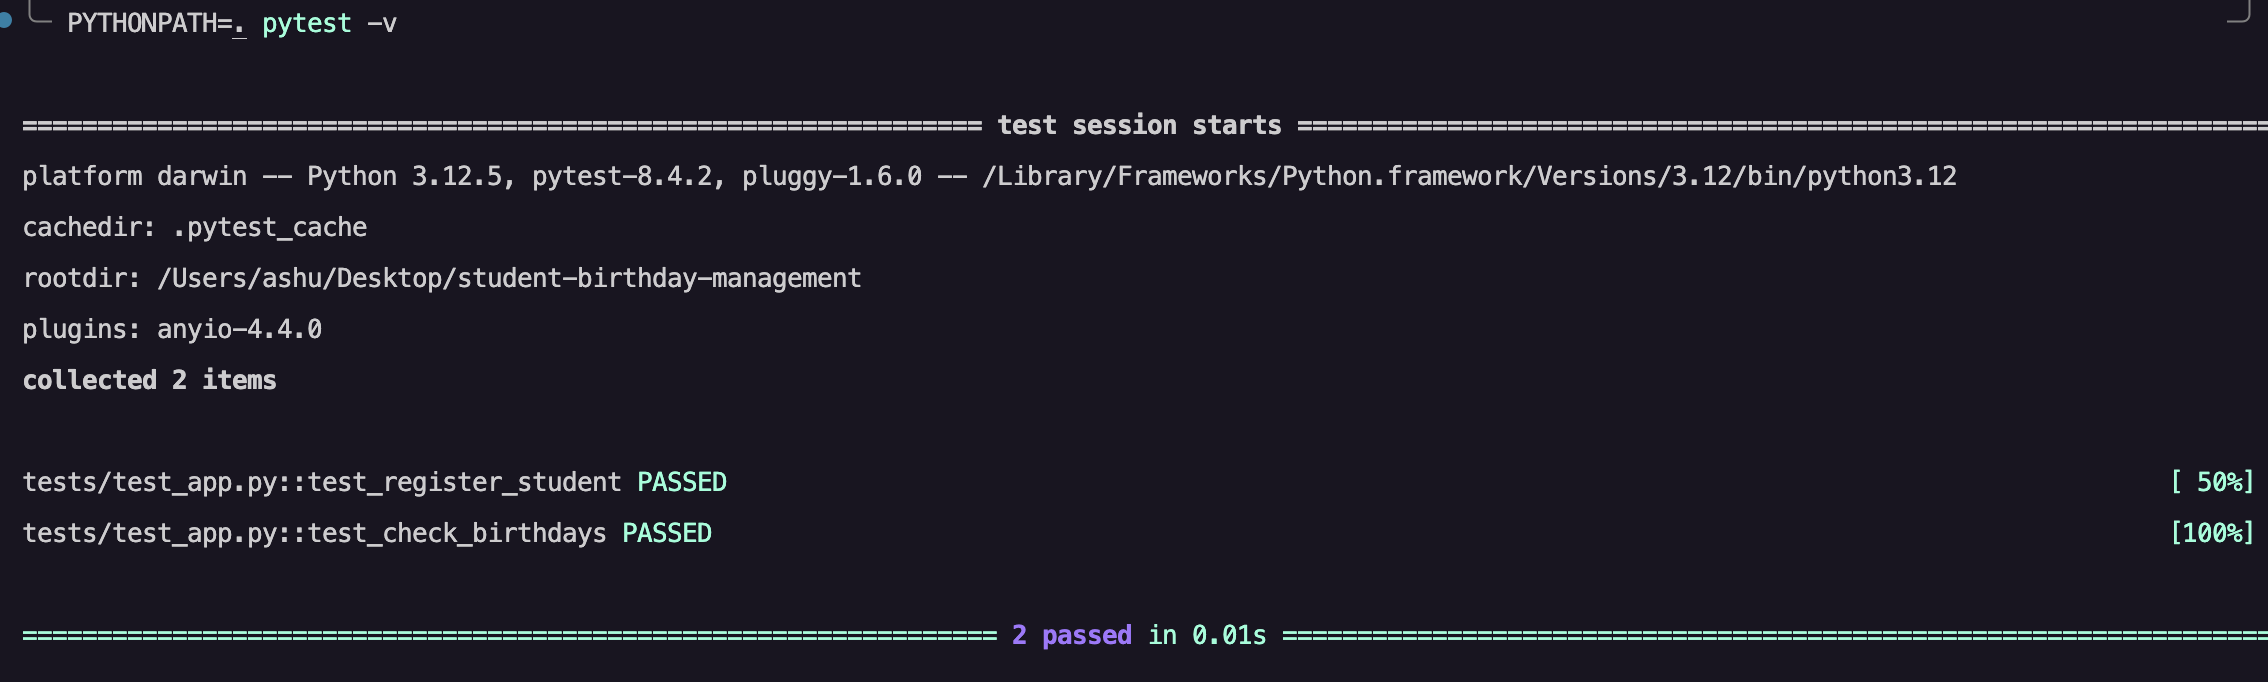 PYTHONPATH=. pytest -v
============================== test session starts ==============================
platform darwin -- Python 3.12.5, pytest-8.4.2, pluggy-1.6.0 -- /Library/Frameworks/Python.framework/Versions/3.12/bin/python3.12
cachedir: .pytest_cache
rootdir: /Users/ashu/Desktop/student-birthday-management
plugins: anyio-4.4.0
collected 2 items
tests/test_app.py::test_register_student PASSED [ 50%]
tests/test_app.py::test_check_birthdays PASSED [100%]
============================== 2 passed in 0.01s ==============================